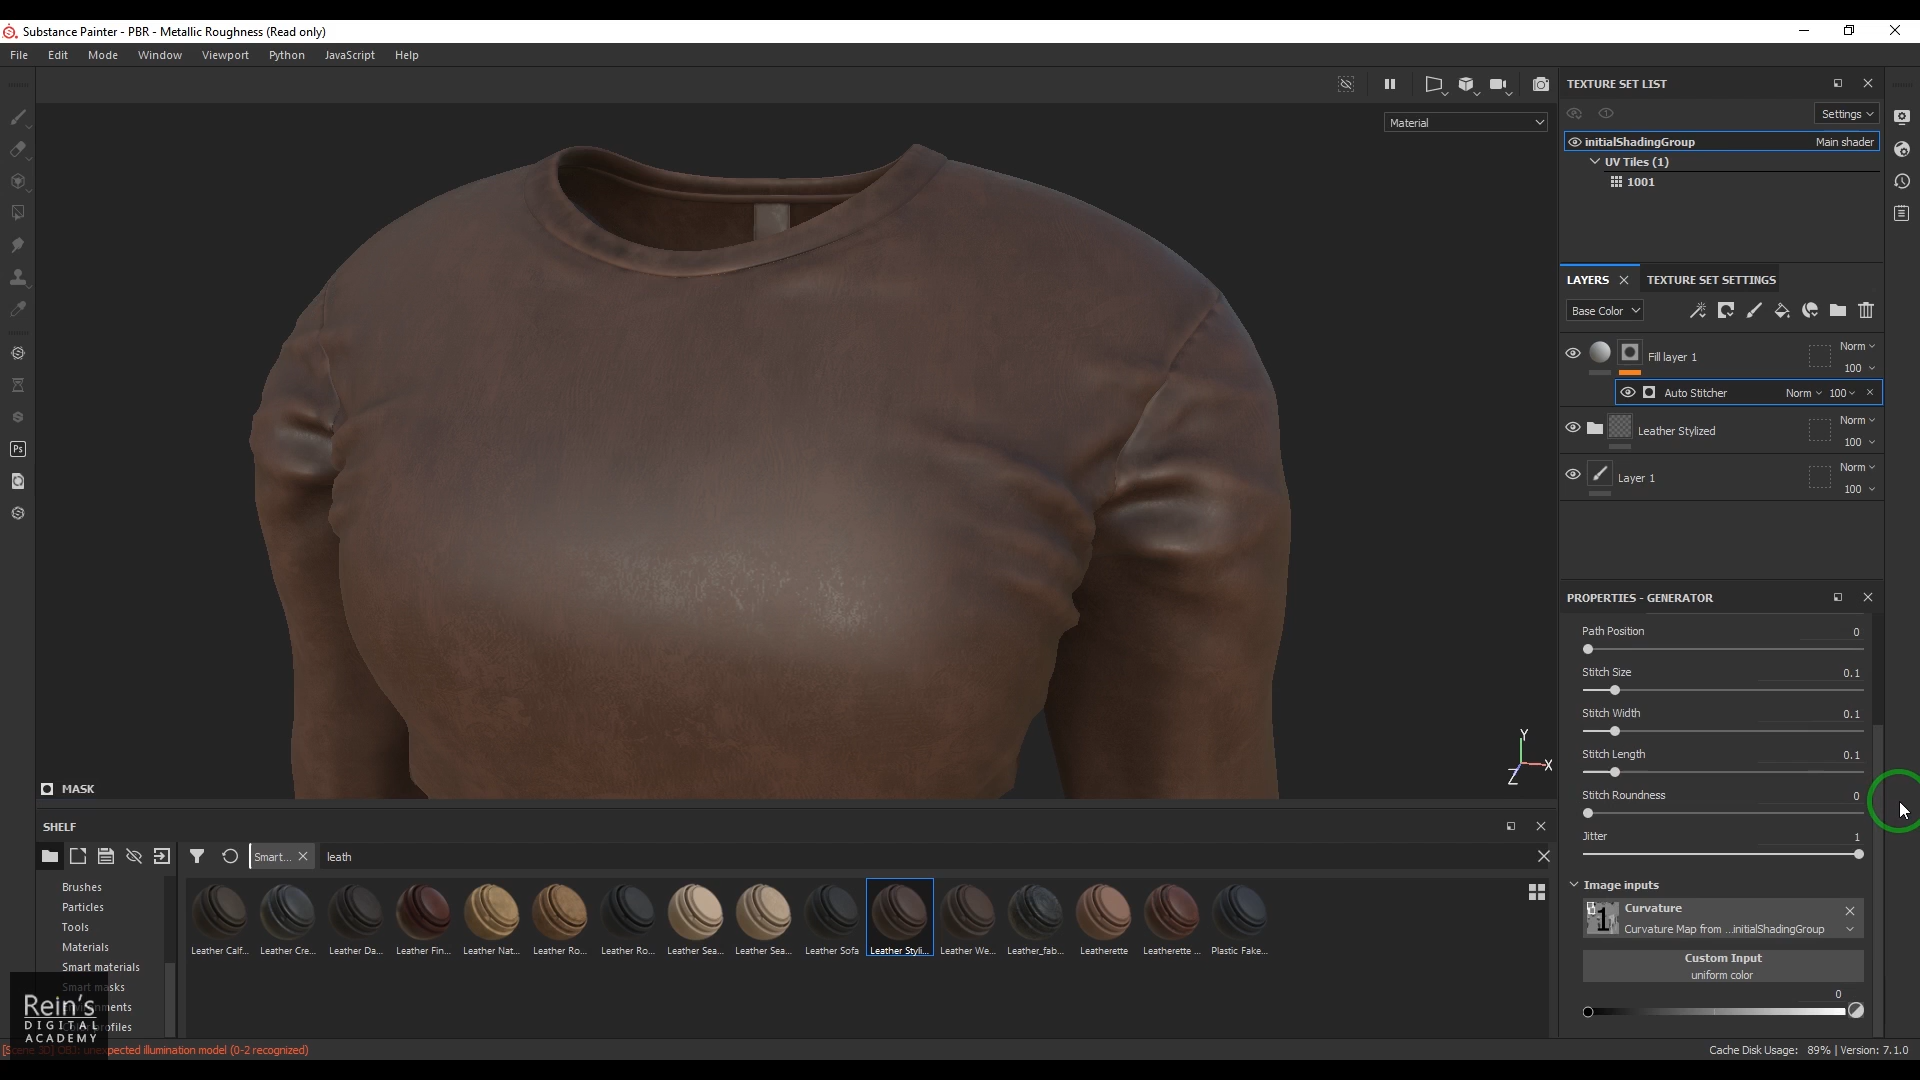 Substance Painter - PBR - Metallic Roughness (Read only)
File Edit Mode Window Viewport Python JavaScript Help
Material
TEXTURE SET LIST
Settings
initialShadingGroup Main shader
UV Tiles (1)
1001
LAYERS TEXTURE SET SETTINGS
Base Color
Fill layer 1 Norm 100
Auto Stitcher Norm 100
Leather Stylized Norm 100
Layer 1 Norm 100
Ps
Y
X
Z
MASK
PROPERTIES - GENERATOR
Path Position 0
Stitch Size 0.1
Stitch Width 0.1
Stitch Length 0.1
Stitch Roundness 0
Jitter 1
Image inputs
Curvature
Curvature Map from ...initialShadingGroup
Custom Input
uniform color
0
SHELF
Smart... leath
Brushes
Particles
Tools
Materials
Smart materials
Leather Calf... Leather Cre... Leather Da... Leather Fin... Leather Nat... Leather Ro... Leather Ro... Leather Sea... Leather Sea... Leather Sofa Leather Styli... Leather We... Leather_fab... Leatherette Leatherette ... Plastic Fake...
Rein's
DIGITAL
ACADEMY
unexpected illumination model (0-2 recognized)
Cache Disk Usage: 89% | Version: 7.1.0